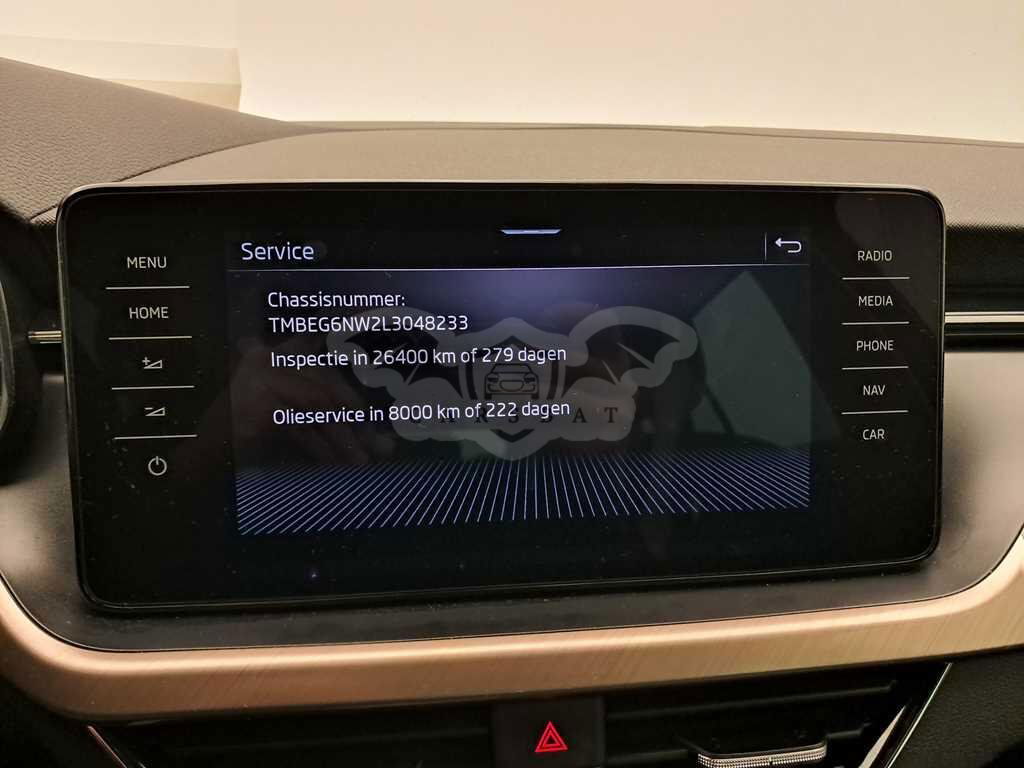 Service
MENU
HOME
Chassisnummer:
TMBEG6NW2L3048233
Inspectie in 26400 km of 279 dagen
Olieservice in 8000 km of 222 dagen
CARSBAT
RADIO
MEDIA
PHONE
NAV
CAR